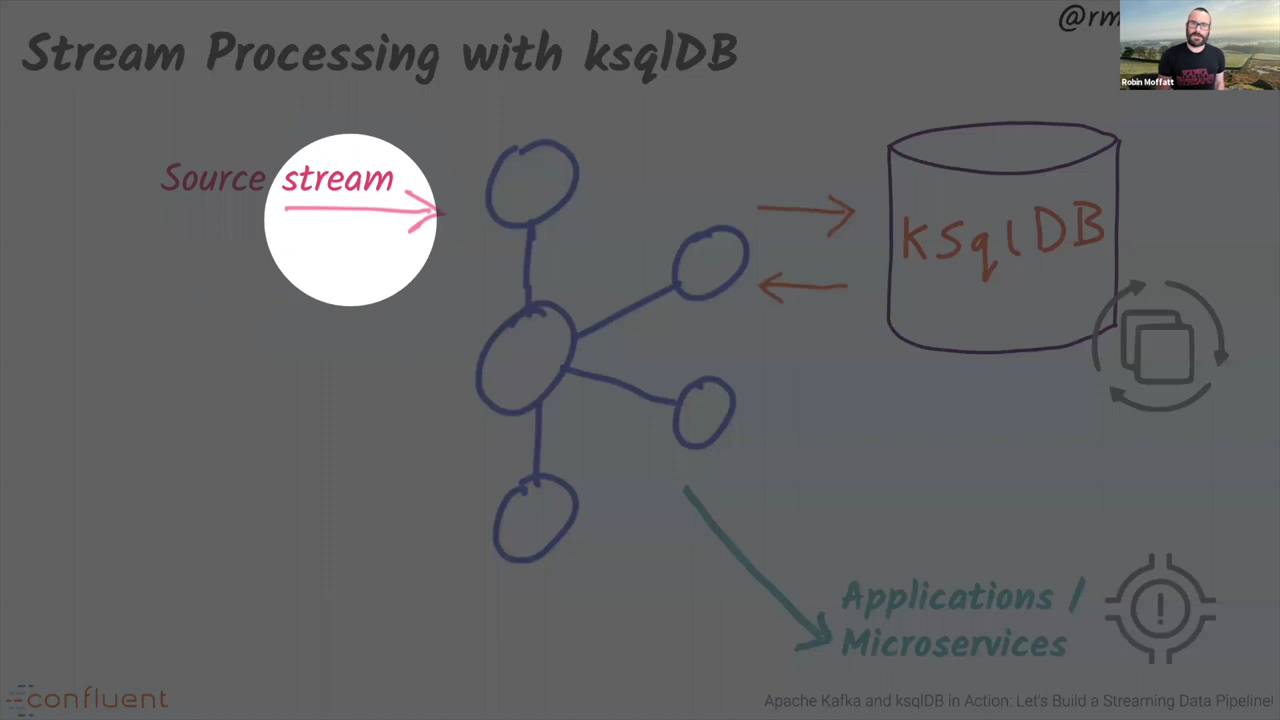 Stream Processing with ksqlDB
@rm
Robin Moffatt
Source stream
kSqlDB
Applications /
Microservices
confluent
Apache Kafka and ksqlDB in Action: Let's Build a Streaming Data Pipeline!